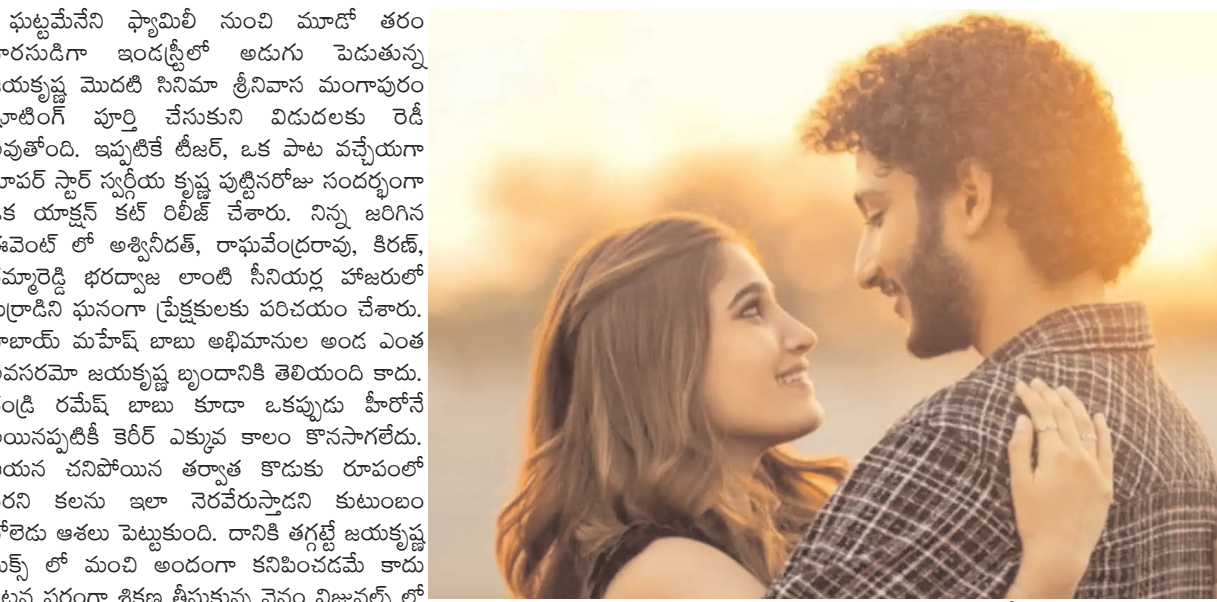 ఘట్టమేనేని ఫ్యామిలీ నుంచి మూడో తరం
ఇండస్ట్రీలో అడుగు పెడుతున్న
మొదటి సినిమా శ్రీనివాస మంగాపురం
పూర్తి చేసుకుని విడుదలకు రెడీ
ఇప్పటికే టీజర్, ఒక పాట వచ్చేయగా
స్టార్ స్వర్గీయ కృష్ణ పుట్టినరోజు సందర్భంగా
యాక్షన్ కట్ రిలీజ్ చేశారు. నిన్న జరిగిన
లో అశ్వినీదత్, రాఘవేంద్రరావు, కిరణ్,
భరద్వాజ లాంటి సీనియర్ల హాజరులో
ఘనంగా ప్రేక్షకులకు పరిచయం చేశారు.
మహేష్ బాబు అభిమానుల అండ ఎంత
జయకృష్ణ బృందానికి తెలియంది కాదు.
రమేష్ బాబు కూడా ఒకప్పుడు హీరోనే
కెరీర్ ఎక్కువ కాలం కొనసాగలేదు.
చనిపోయిన తర్వాత కొడుకు రూపంలో
కలను ఇలా నెరవేరుస్తాడని కుటుంబం
ఆశలు పెట్టుకుంది. దానికి తగ్గట్టే జయకృష్ణ
లో మంచి అందంగా కనిపించడమే కాదు